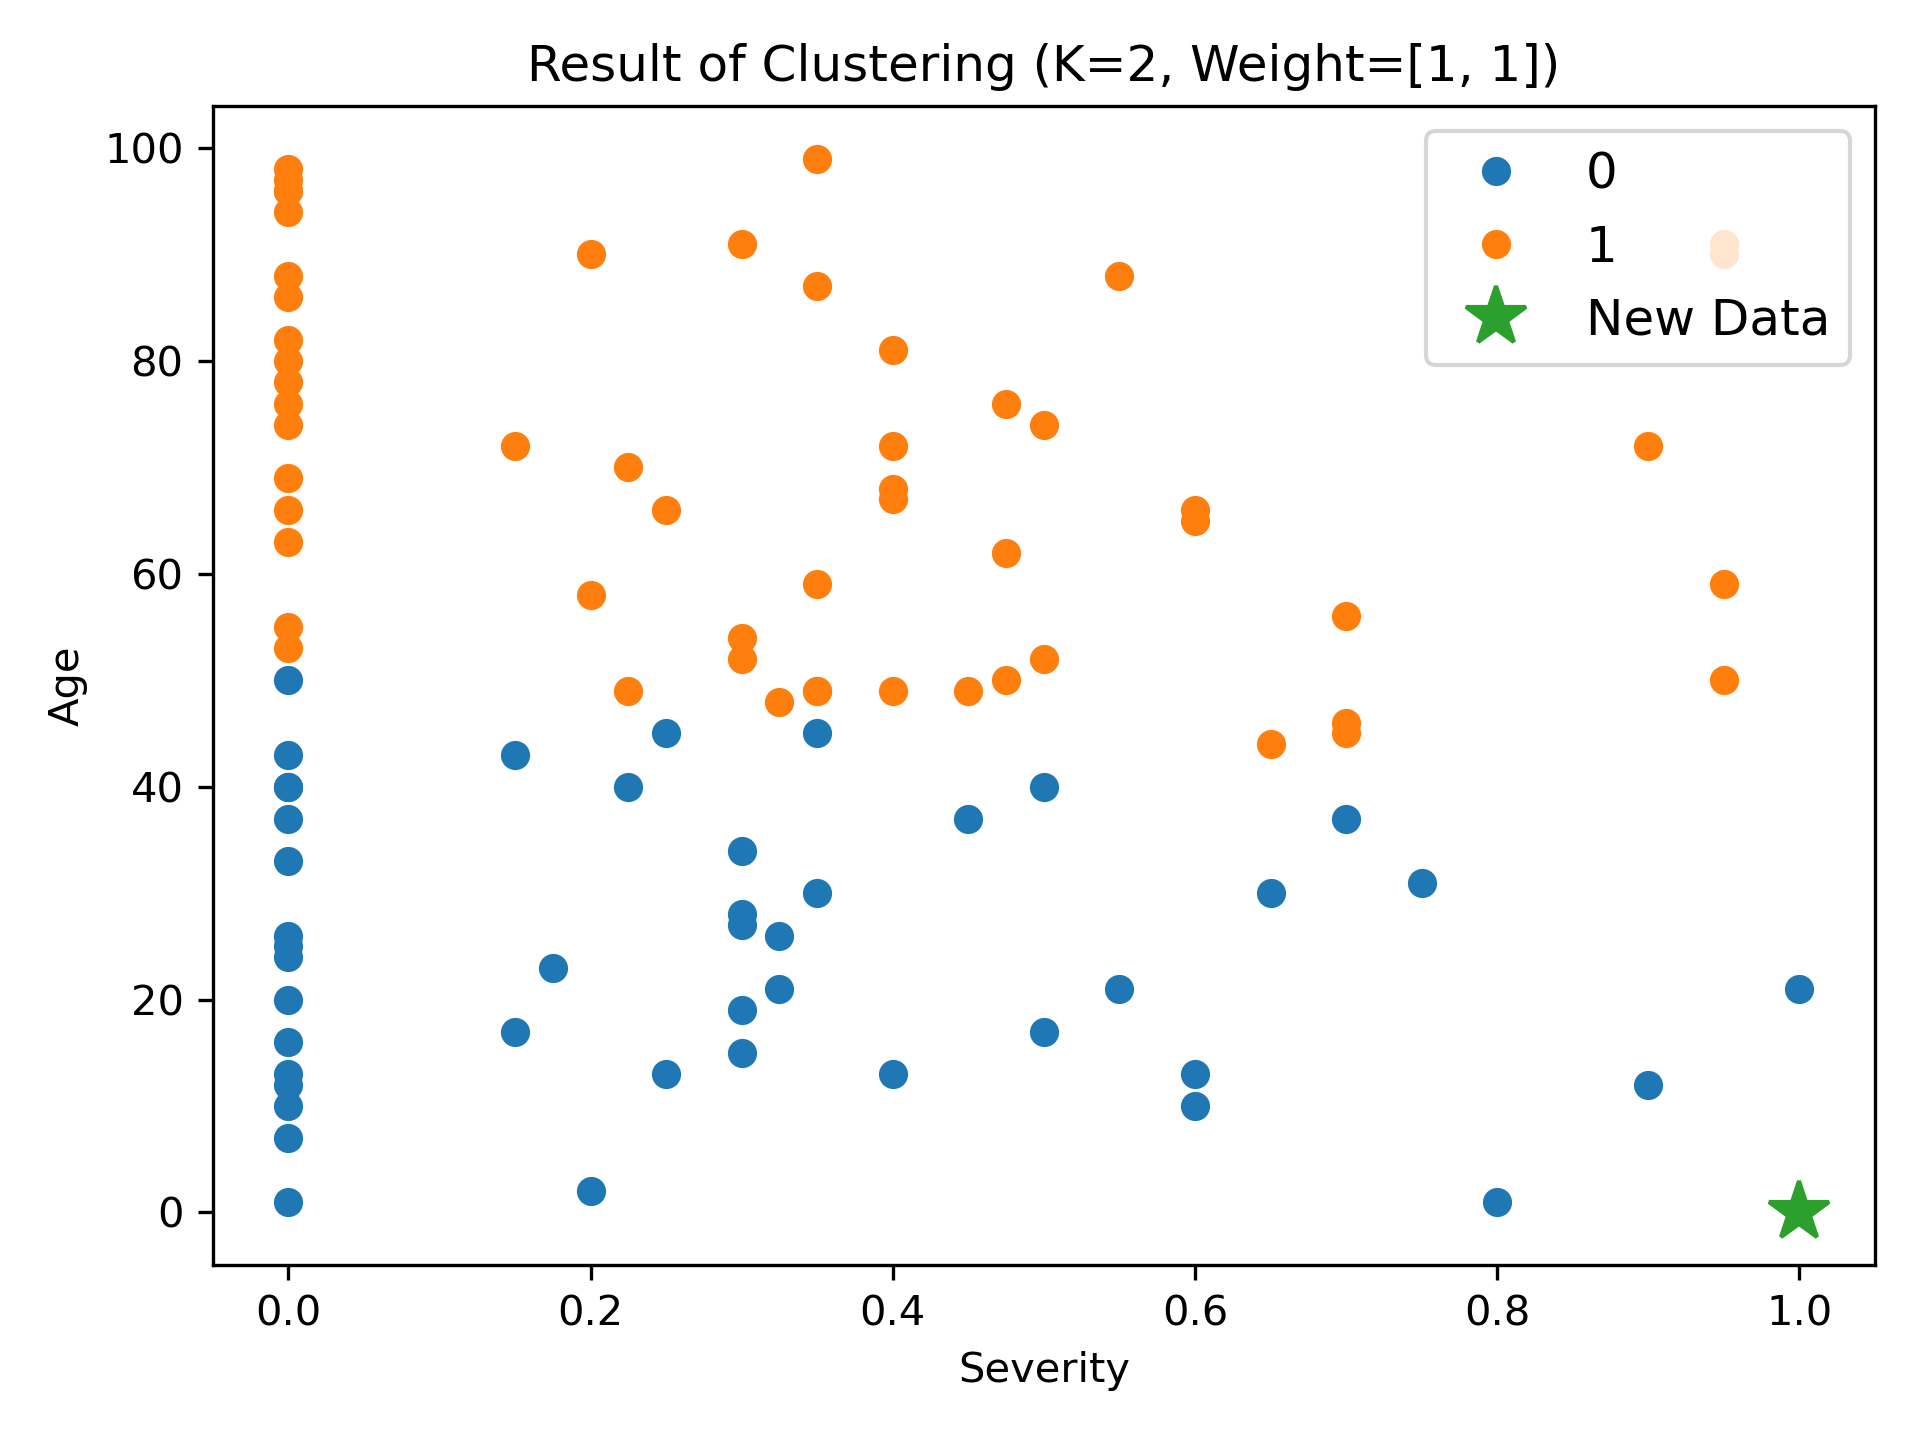 Result of Clustering (K=2, Weight=[1, 1])
100
80
60
40
20
0
Age
0
1
New Data
0.0 0.2 0.4 0.6 0.8 1.0
Severity